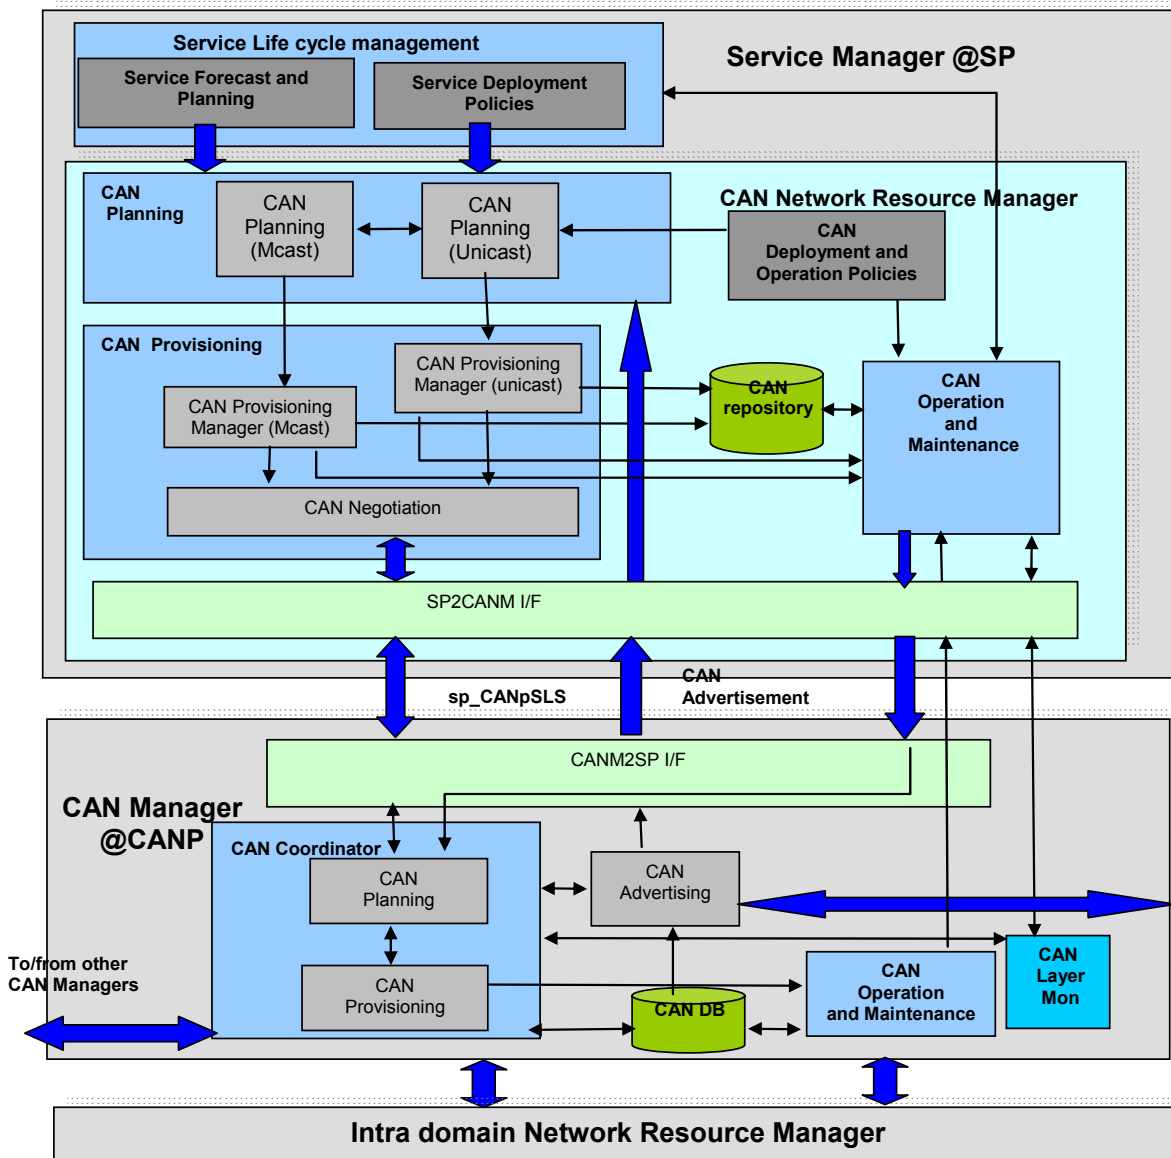 Service Life cycle management
Service Manager @SP
Service Forecast and
Planning
Service Deployment
Policies
CAN
Planning
CAN
Planning
(Mcast)
CAN
Planning
(Unicast)
CAN Network Resource Manager
CAN
Deployment and
Operation Policies
CAN Provisioning
CAN Provisioning
Manager (unicast)
CAN Provisioning
Manager (Mcast)
CAN
repository
CAN
Operation
and
Maintenance
CAN Negotiation
SP2CANM I/F
sp_CANpSLS
CAN
Advertisement
CANM2SP I/F
CAN Manager
@CANP
CAN Coordinator
CAN
Planning
CAN
Advertising
CAN
Provisioning
To/from other
CAN Managers
CAN DB
CAN
Operation
and Maintenance
CAN
Layer
Mon
Intra domain Network Resource Manager